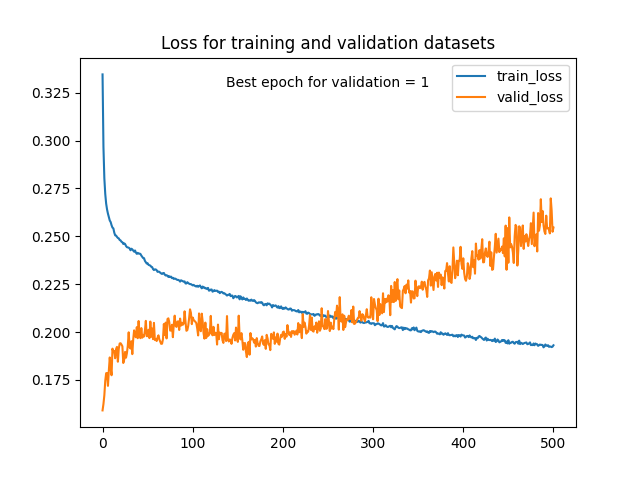 Loss for training and validation datasets
Best epoch for validation = 1
train_loss
valid_loss
0.325
0.300
0.275
0.250
0.225
0.200
0.175
0 100 200 300 400 500